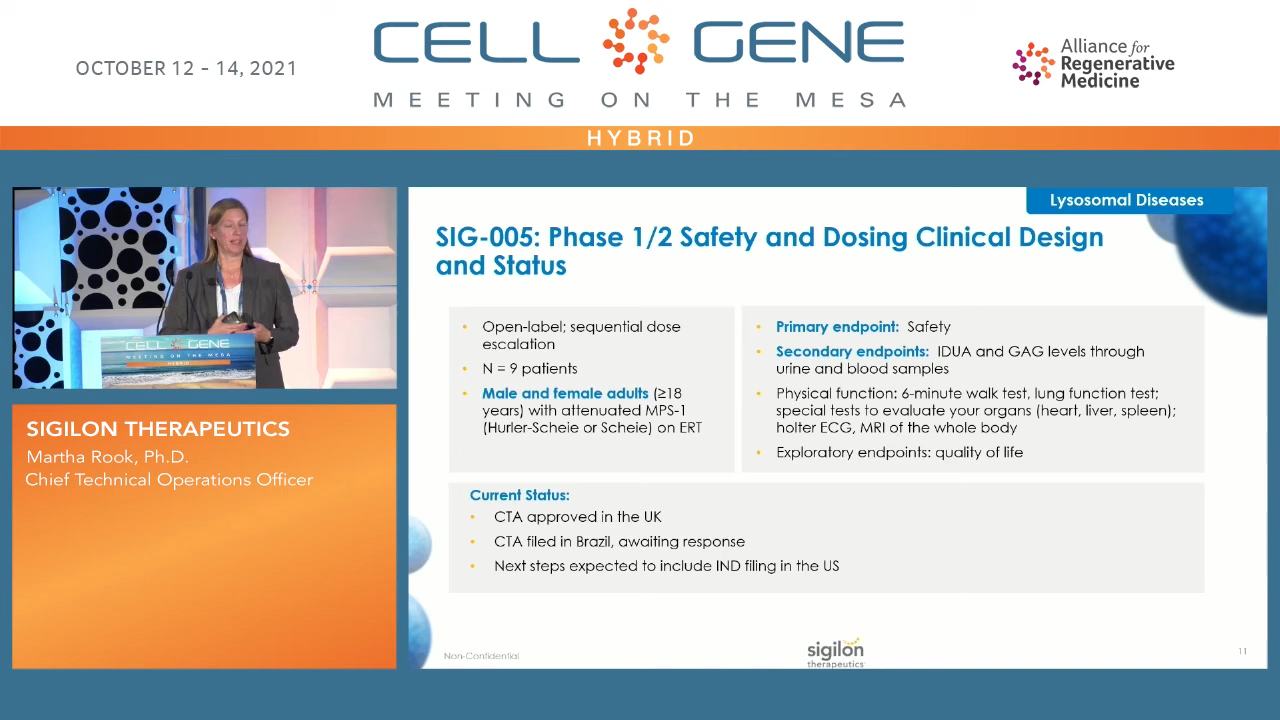 OCTOBER 12 - 14, 2021
CELL GENE
MEETING ON THE MESA
Alliance for
Regenerative
Medicine
HYBRID
CELL GENE
MEETING ON THE MESA
HYBRID
SIGILON THERAPEUTICS
Martha Rook, Ph.D.
Chief Technical Operations Officer
Lysosomal Diseases
SIG-005: Phase 1/2 Safety and Dosing Clinical Design
and Status
• Open-label; sequential dose
escalation
• N = 9 patients
• Male and female adults (≥18
years) with attenuated MPS-1
(Hurler-Scheie or Scheie) on ERT
• Primary endpoint: Safety
• Secondary endpoints: IDUA and GAG levels through
urine and blood samples
• Physical function: 6-minute walk test, lung function test;
special tests to evaluate your organs (heart, liver, spleen);
holter ECG, MRI of the whole body
• Exploratory endpoints: quality of life
Current Status:
• CTA approved in the UK
• CTA filed in Brazil, awaiting response
• Next steps expected to include IND filing in the US
Non-Confidential
sigilon
therapeutics
11